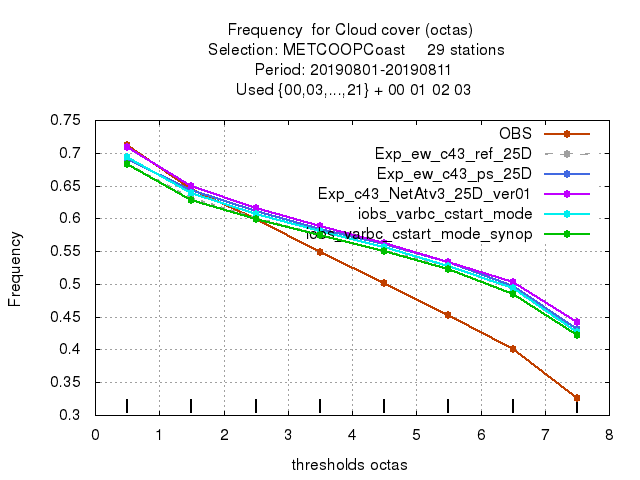 Frequency  for Cloud cover (octas)
Selection: METCOOPCoast     29 stations
Period: 20190801-20190811
Used {00,03,...,21} + 00 01 02 03
0.75
0.7
0.65
0.6
0.55
0.5
0.45
0.4
0.35
0.3
OBS
Exp_ew_c43_ref_25D
Exp_ew_c43_ps_25D
Exp_c43_NetAtv3_25D_ver01
iobs_varbc_cstart_mode
iobs_varbc_cstart_mode_synop
Frequency
0 1 2 3 4 5 6 7 8
thresholds octas